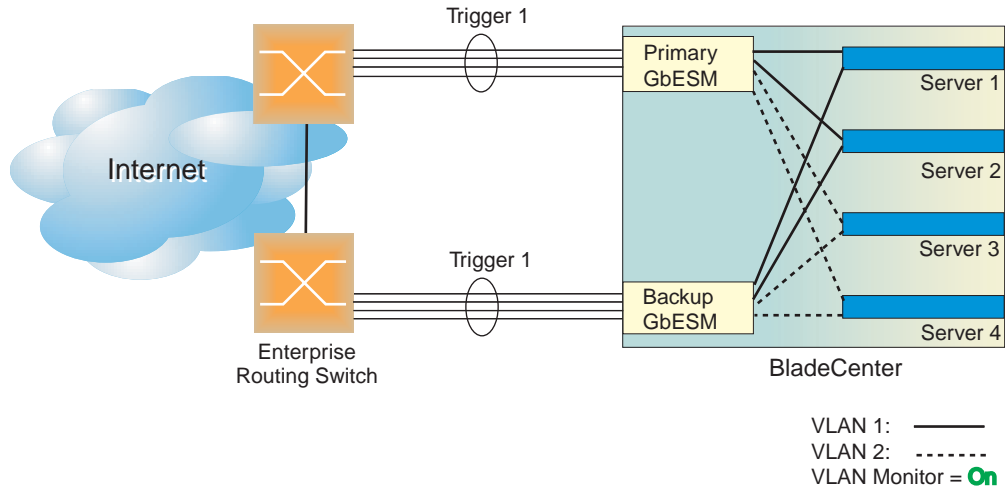 Trigger 1
Primary
GbESM
Server 1
Server 2
Internet
Server 3
Trigger 1
Backup
GbESM
Server 4
Enterprise
Routing Switch
BladeCenter
VLAN 1:
VLAN 2:
VLAN Monitor = On